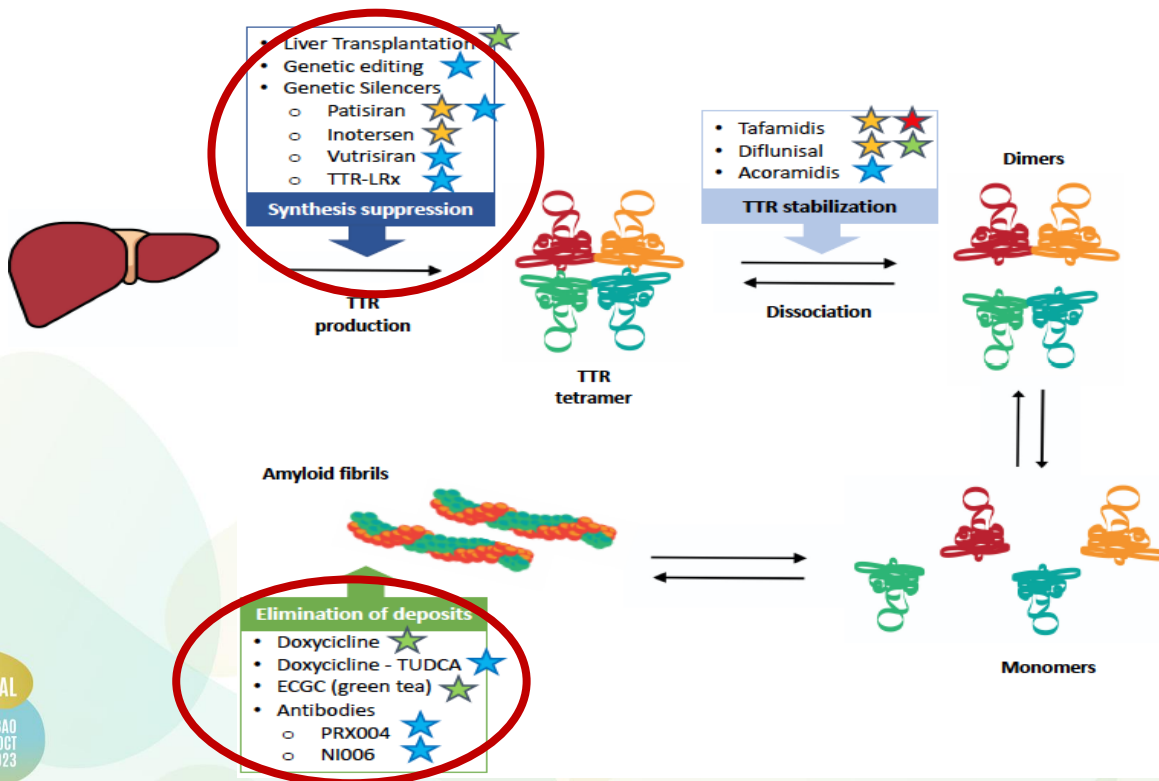 • Liver Transplantation
• Genetic editing
• Genetic Silencers
o Patisiran
o Inotersen
o Vutrisiran
o TTR-LRx
Synthesis suppression
TTR
production
TTR
tetramer
• Tafamidis
• Diflunisal
• Acoramidis
TTR stabilization
Dissociation
Dimers
Monomers
Amyloid fibrils
Elimination of deposits
• Doxycycline
• Doxycicline - TUDCA
• ECGC (green tea)
• Antibodies
o PRX004
o NI006
AL
OCT
023